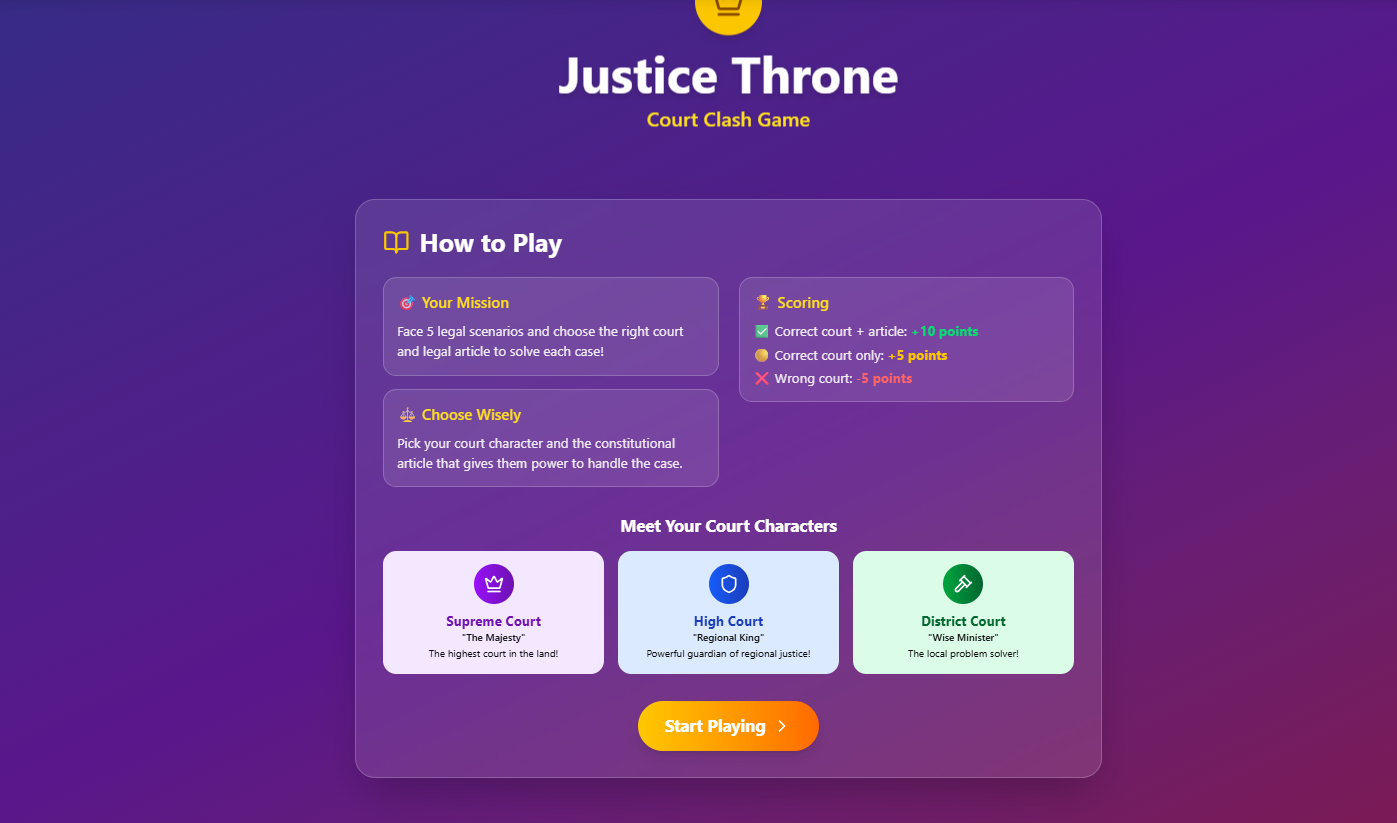 Justice Throne
Court Clash Game
How to Play
🎯 Your Mission
Face 5 legal scenarios and choose the right court
and legal article to solve each case!
⚖️ Choose Wisely
Pick your court character and the constitutional
article that gives them power to handle the case.
🏆 Scoring
✅ Correct court + article: +10 points
🟡 Correct court only: +5 points
❌ Wrong court: -5 points
Meet Your Court Characters
Supreme Court
"The Majesty"
The highest court in the land!
High Court
"Regional King"
Powerful guardian of regional justice!
District Court
"Wise Minister"
The local problem solver!
Start Playing